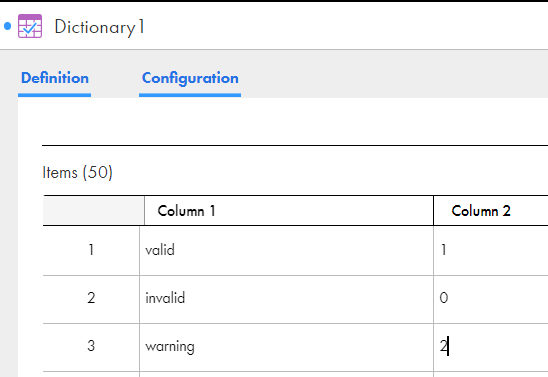 Dictionary1
Definition Configuration
Items (50)
Column 1 Column 2
1 valid 1
2 invalid 0
3 warning 2